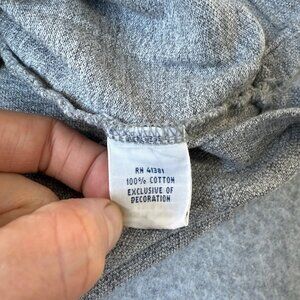 RN 41381
100% COTTON
EXCLUSIVE OF
DECORATION